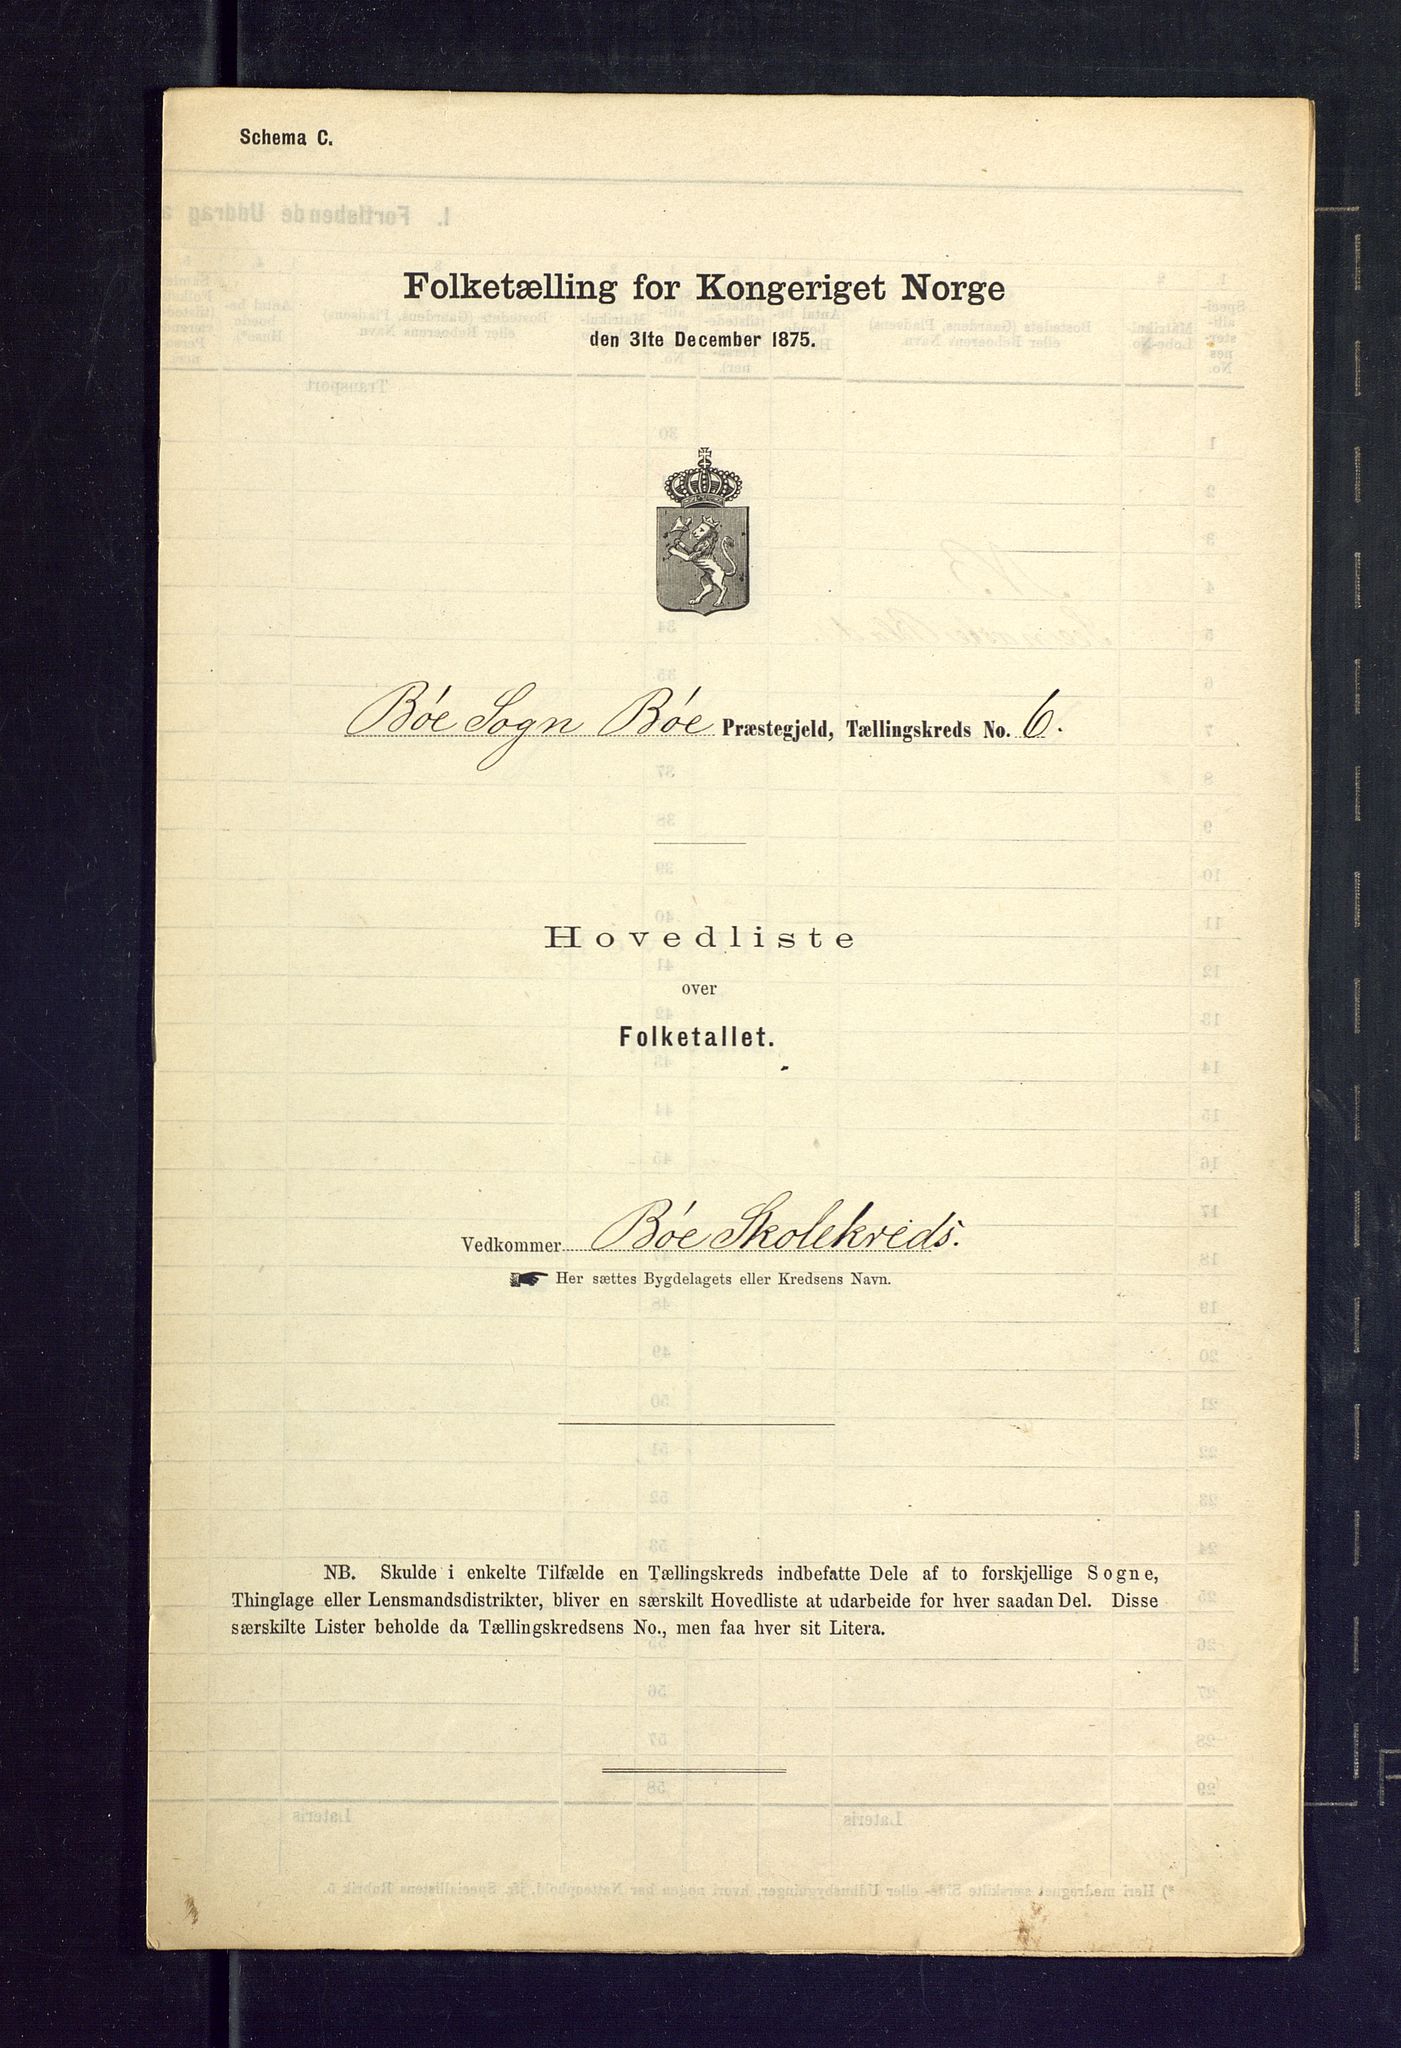 Schema C.
Folketælling for Kongeriget Norge
den 31te December 1875.
Bøe Sogn Bøe Præstegjeld, Tællingskreds No. 6.
Hovedliste
over
Folketallet.
Vedkommer Bøe Skolekreds.
Her sættes Bygdelagets eller Kredsens Navn.
NB. Skulde i enkelte Tilfælde en Tællingskreds indbefatte Dele af to forskjellige Sogne,
Thinglage eller Lensmandsdistrikter, bliver en særskilt Hovedliste at udarbeide for hver saadan Del. Disse
særskilte Lister beholde da Tællingskredsens No., men faa hver sit Litera.